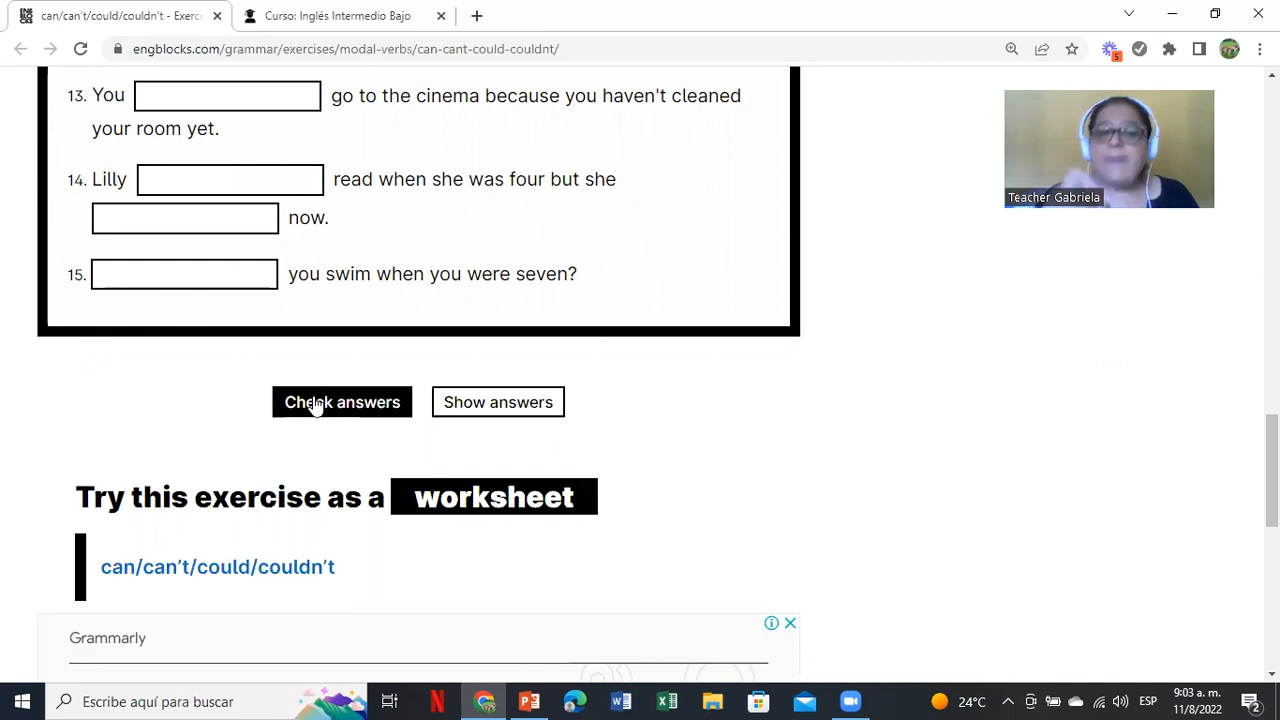 can/can't/could/couldn't - Exerc
Curso: Inglés Intermedio Bajo
engblocks.com/grammar/exercises/modal-verbs/can-cant-could-couldnt/
5
13. You go to the cinema because you haven't cleaned
your room yet.
14. Lilly read when she was four but she
now.
15. you swim when you were seven?
Teacher Gabriela
Check answers
Show answers
Try this exercise as a worksheet
can/can't/could/couldn't
Grammarly
Escribe aquí para buscar
24°C
ESP
9:03 a. m.
11/8/2022
2